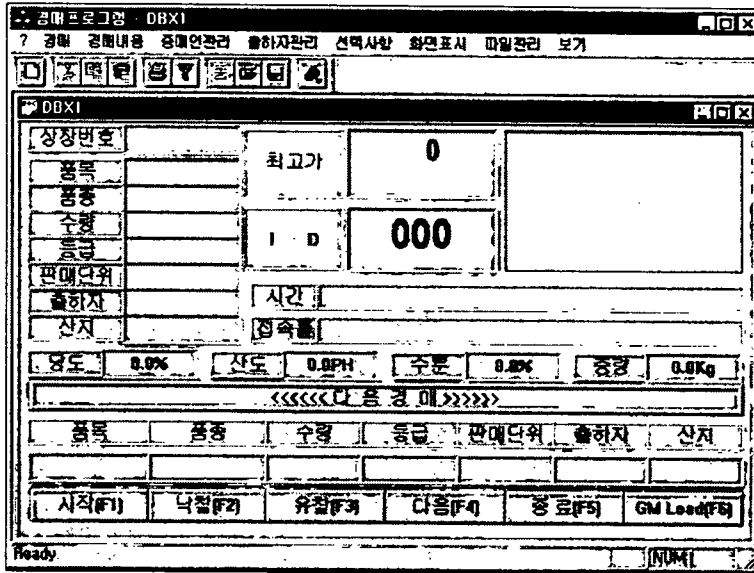 경매프로그램 - DBX1
? 경매 경매내용 중매인관리 출하자관리 선택사항 화면표시 파일관리 보기
DBX1
상장번호
최고가 0
품목
품종
수량
I D 000
등급
판매단위
출하자 시간
산지 접속률
당도 0.0% 산도 0.0PH 수분 0.0% 중량 0.0Kg
<<<<<<다 음 경 매>>>>>>
품목 품종 수량 등급 판매단위 출하자 산지
시작(F1) 낙찰(F2) 유찰(F3) 다음(F4) 종 료(F5) GM Load(F6)
Ready NUM